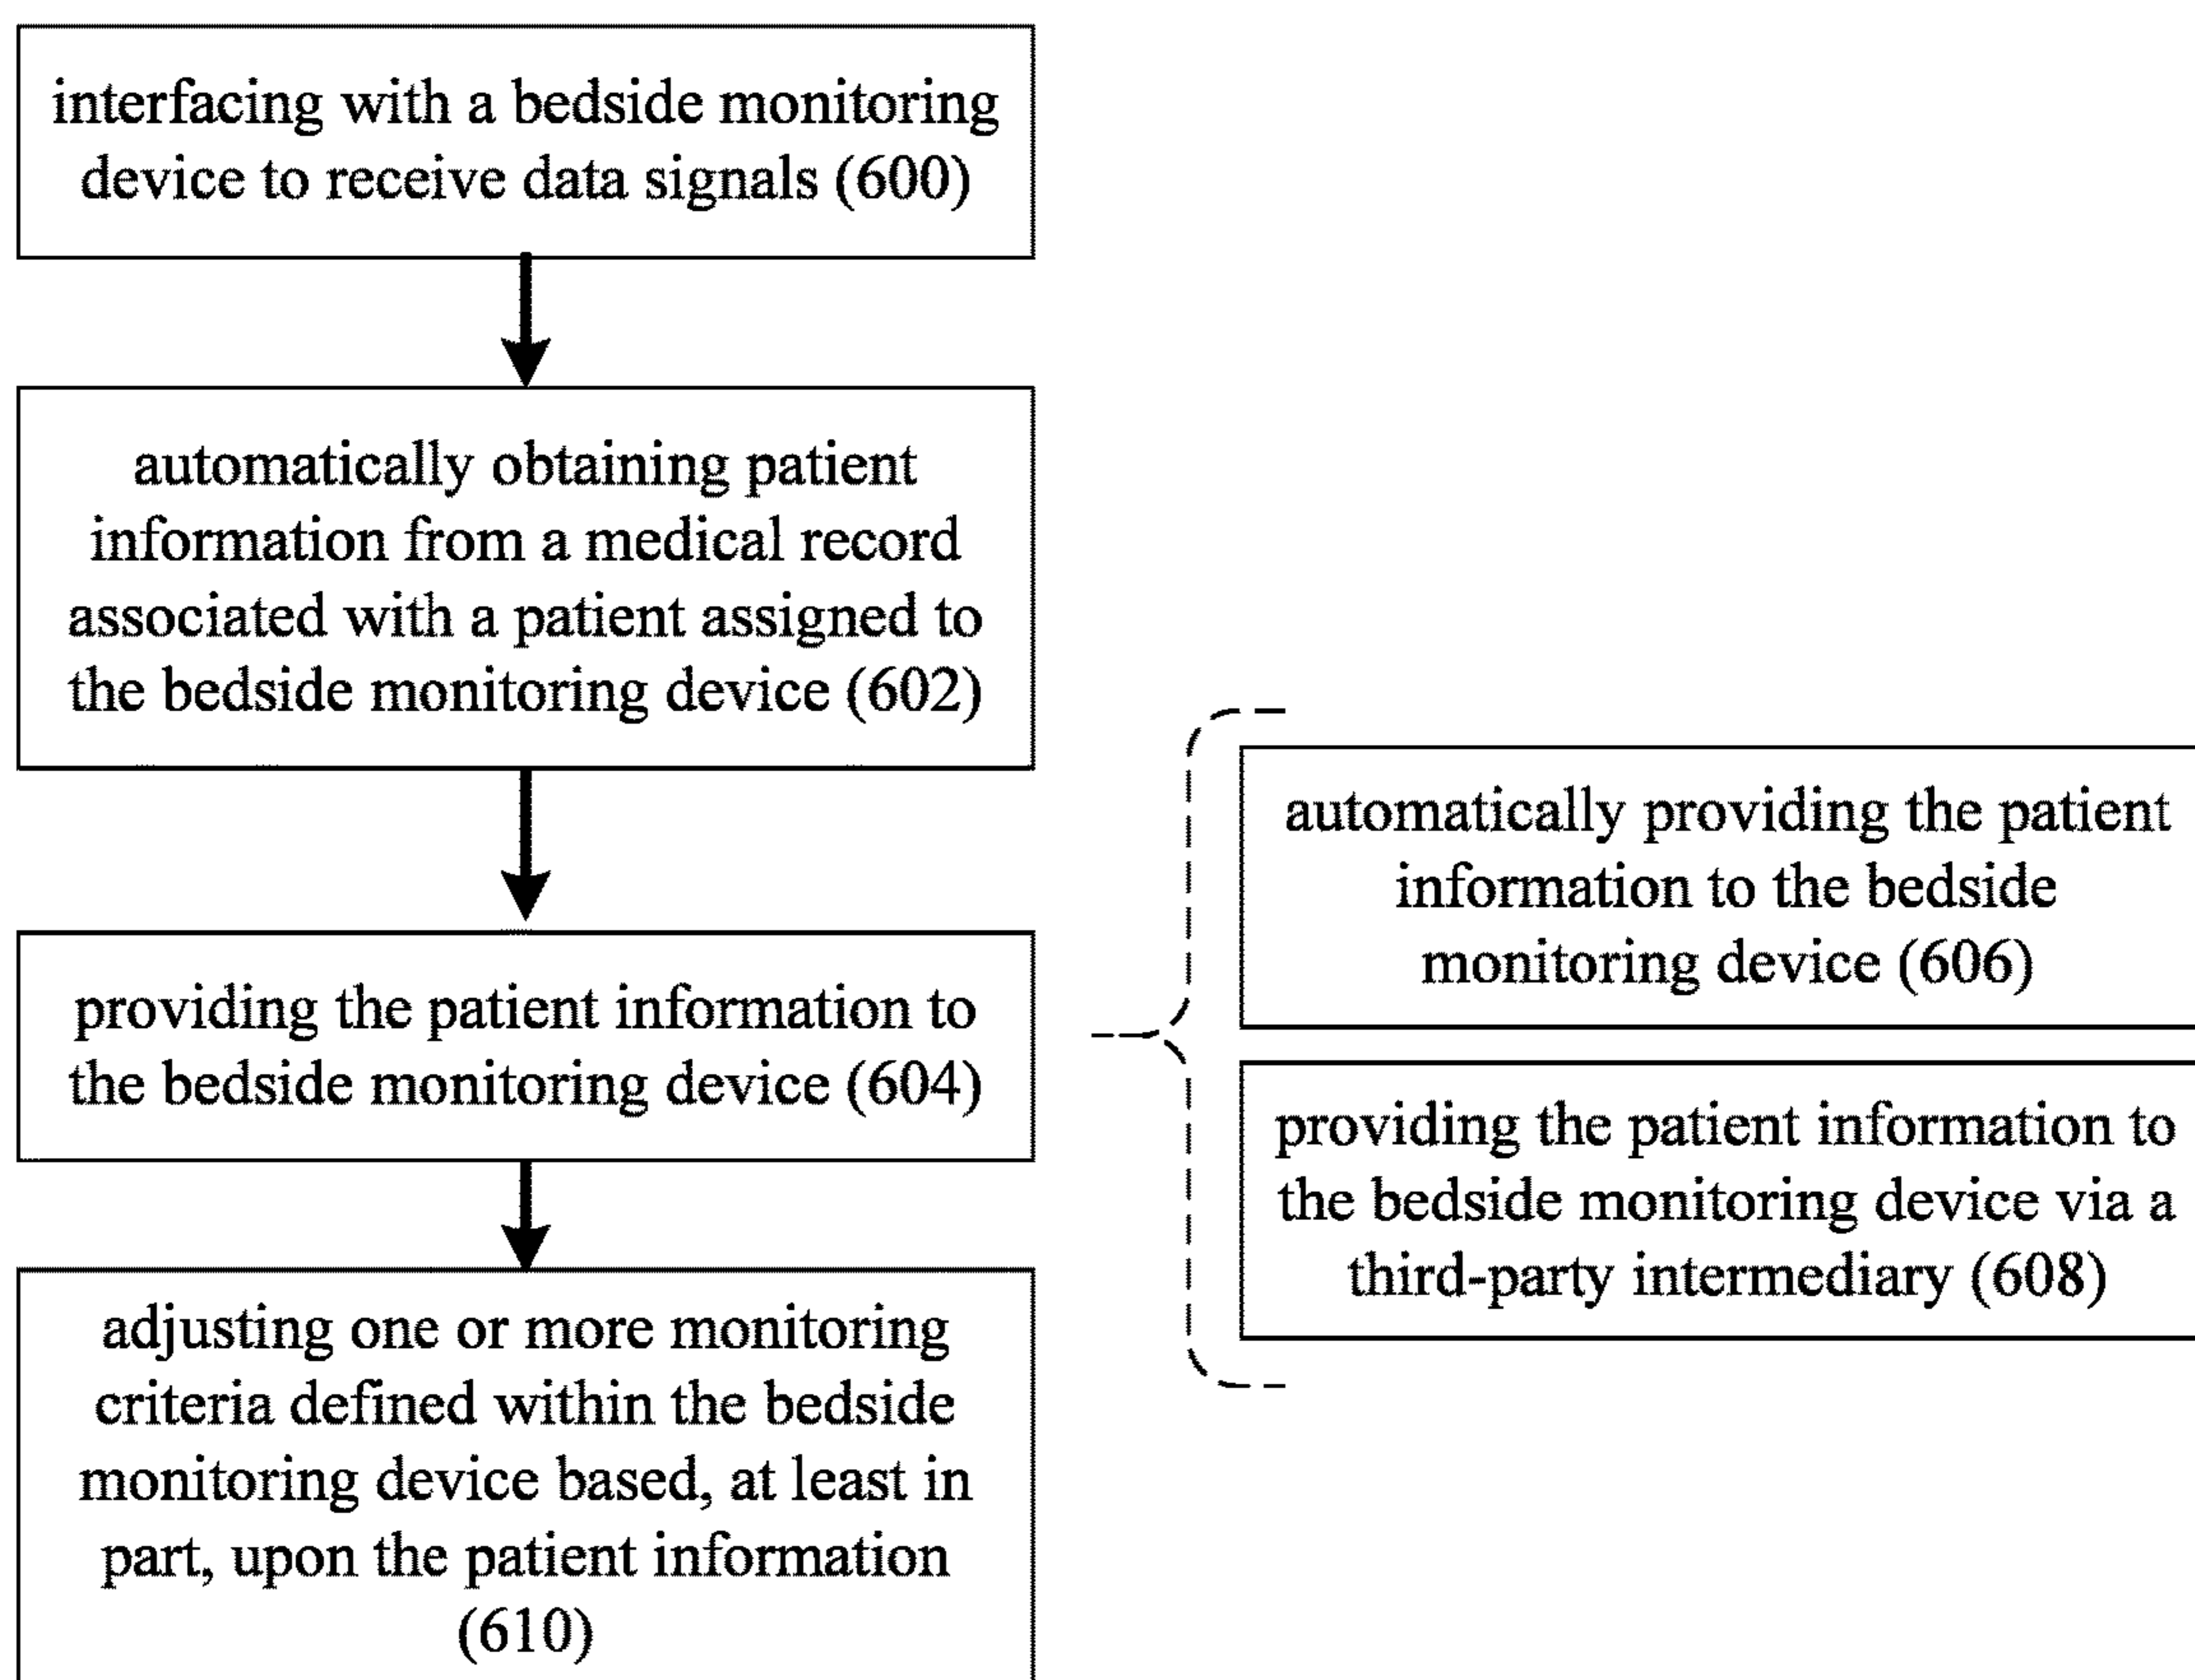 interfacing with a bedside monitoring
device to receive data signals (600)
automatically obtaining patient
information from a medical record
associated with a patient assigned to
the bedside monitoring device (602)
providing the patient information to
the bedside monitoring device (604)
automatically providing the patient
information to the bedside
monitoring device (606)
providing the patient information to
the bedside monitoring device via a
third-party intermediary (608)
adjusting one or more monitoring
criteria defined within the bedside
monitoring device based, at least in
part, upon the patient information
(610)